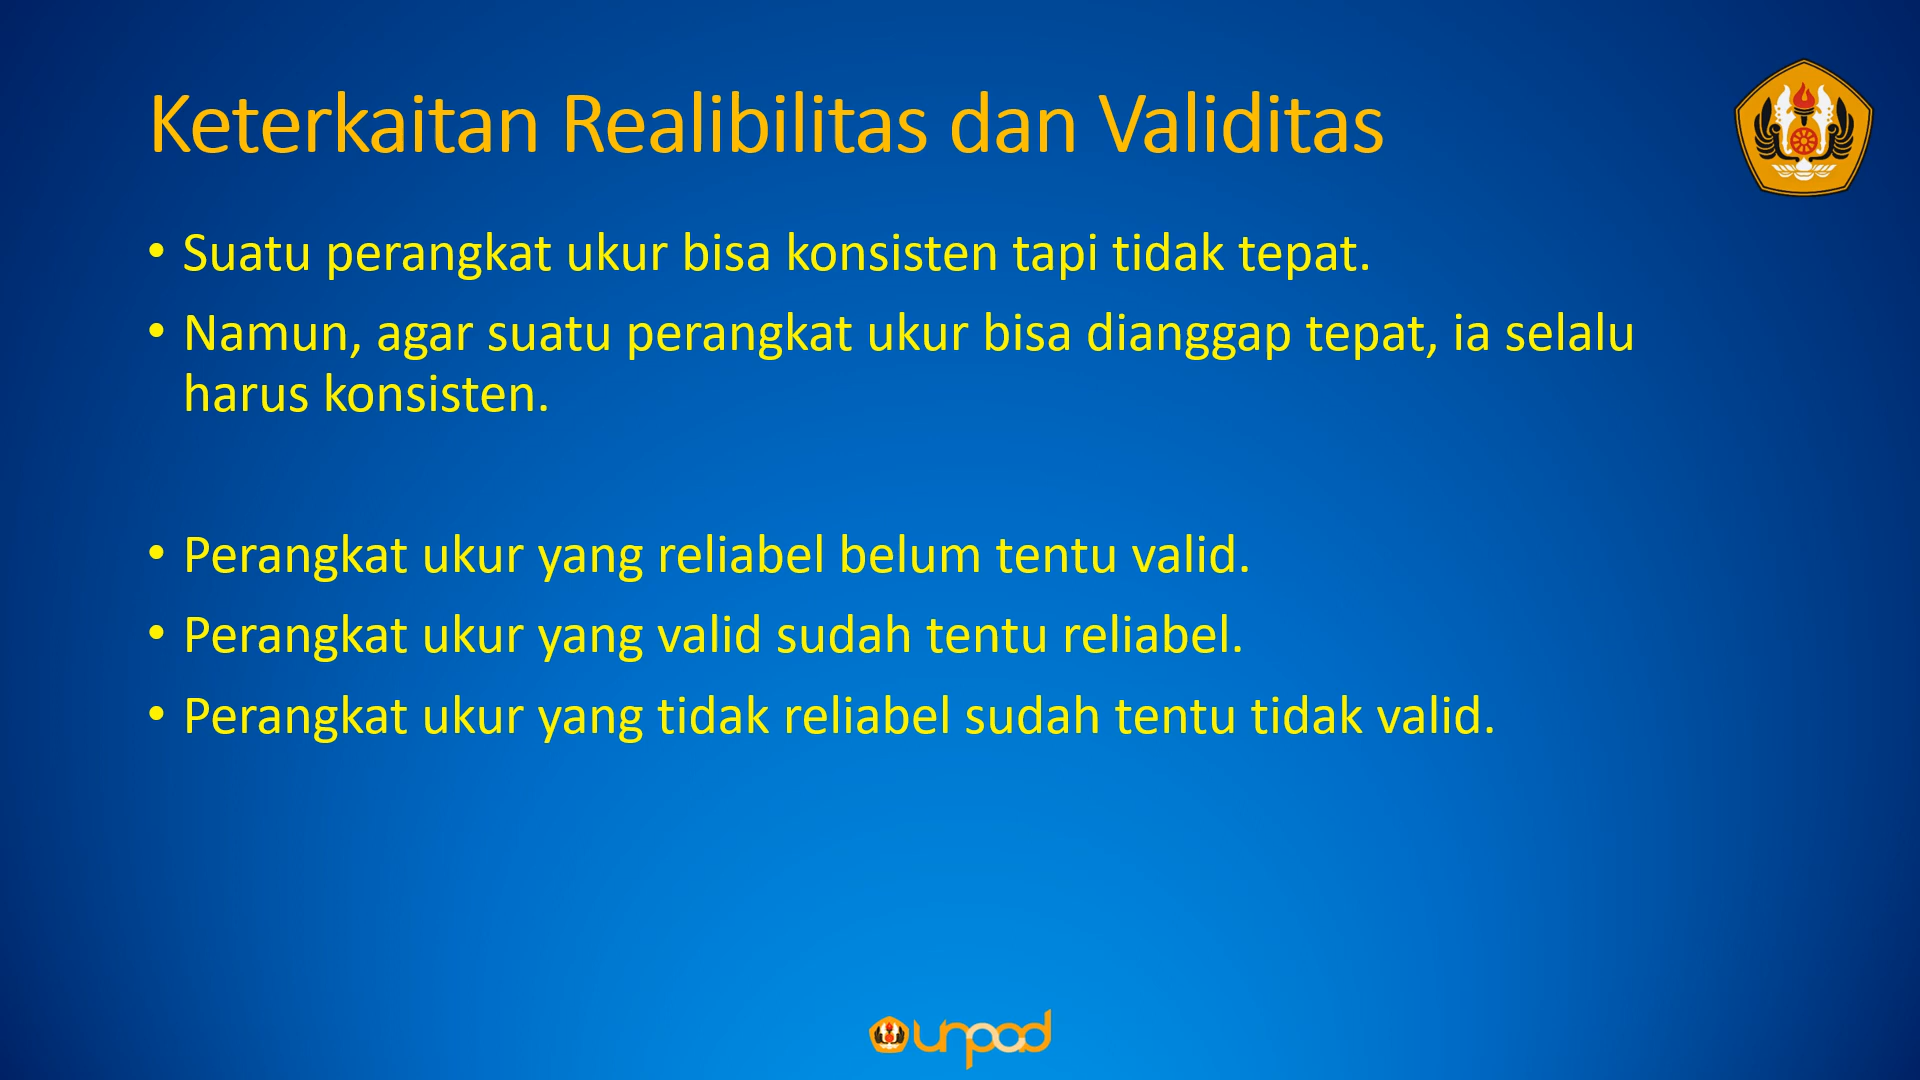 Keterkaitan Realibilitas dan Validitas
• Suatu perangkat ukur bisa konsisten tapi tidak tepat.
• Namun, agar suatu perangkat ukur bisa dianggap tepat, ia selalu
harus konsisten.
• Perangkat ukur yang reliabel belum tentu valid.
• Perangkat ukur yang valid sudah tentu reliabel.
• Perangkat ukur yang tidak reliabel sudah tentu tidak valid.
unpad